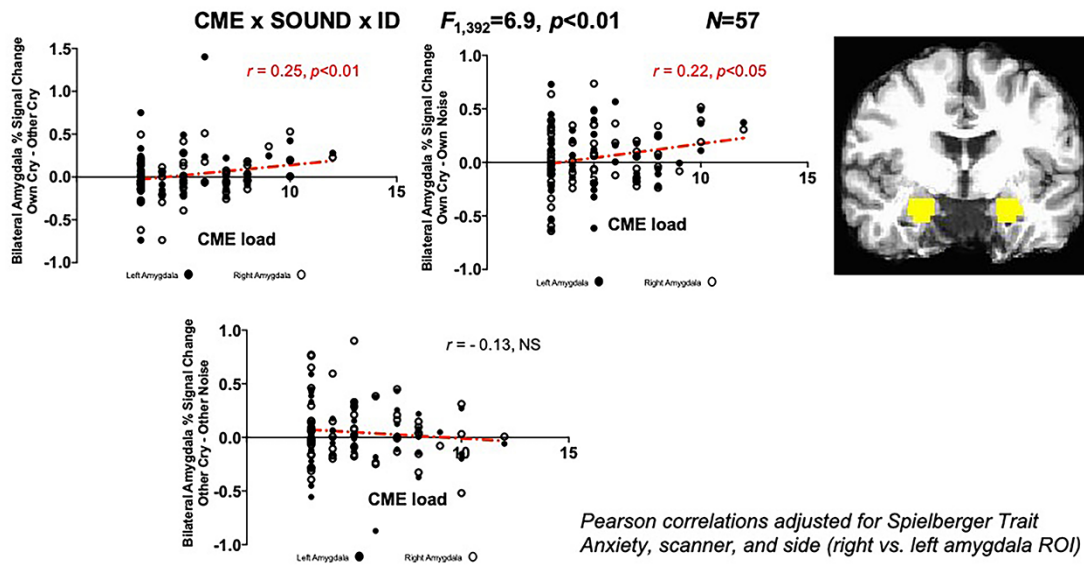 CME x SOUND x ID F1,392=6.9, p<0.01 N=57
Bilateral Amygdala % Signal Change
Own Cry - Other Cry
1.5
1.0
0.5
0.0
-0.5
-1.0
r = 0.25, p<0.01
10
15
CME load
Left Amygdala
Right Amygdala
Bilateral Amygdala % Signal Change
Own Cry - Own Noise
1.0
0.5
0.0
-0.5
-1.0
r = 0.22, p<0.05
10
15
CME load
Left Amygdala
Right Amygdala
Bilateral Amygdala % Signal Change
Other Cry - Other Noise
1.0
0.5
0.0
-0.5
-1.0
r = - 0.13, NS
10
15
CME load
Left Amygdala
Right Amygdala
Pearson correlations adjusted for Spielberger Trait
Anxiety, scanner, and side (right vs. left amygdala ROI)